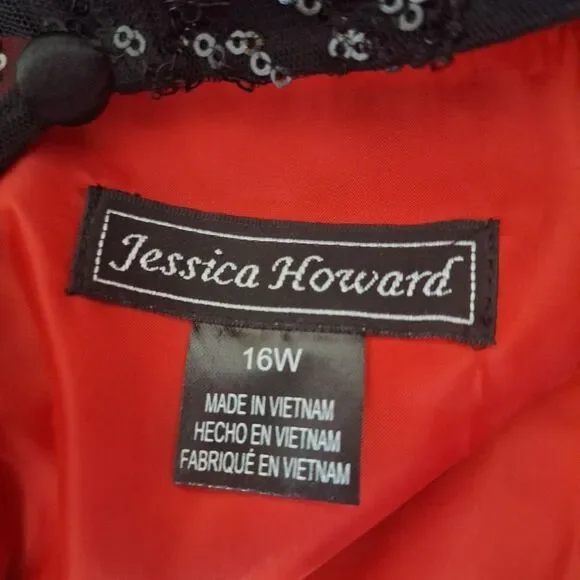 Jessica Howard
16W
MADE IN VIETNAM
HECHO EN VIETNAM
FABRIQUÉ EN VIETNAM